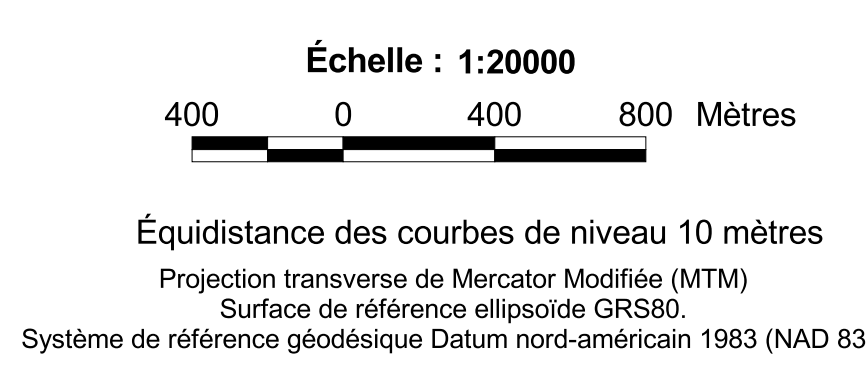 Échelle : 1:20000
400 0 400 800 Mètres
Équidistance des courbes de niveau 10 mètres
Projection transverse de Mercator Modifiée (MTM)
Surface de référence ellipsoïde GRS80.
Système de référence géodésique Datum nord-américain 1983 (NAD 83